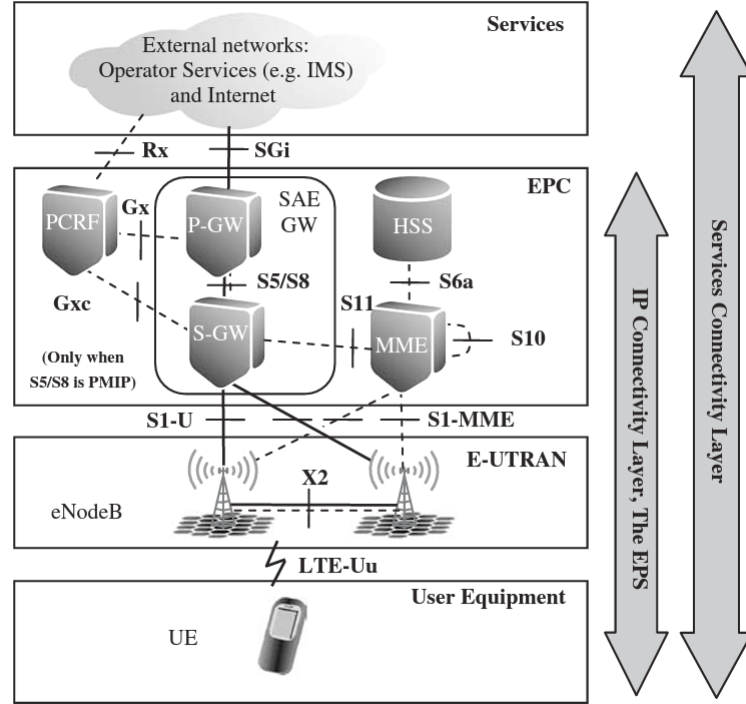 Services
External networks:
Operator Services (e.g. IMS)
and Internet
Rx
SGi
EPC
PCRF
Gx
P-GW
SAE
GW
HSS
S5/S8
S6a
Gxc
S11
S-GW
MME
S10
(Only when
S5/S8 is PMIP)
S1-U
S1-MME
E-UTRAN
X2
eNodeB
LTE-Uu
User Equipment
UE
IP Connectivity Layer, The EPS
Services Connectivity Layer